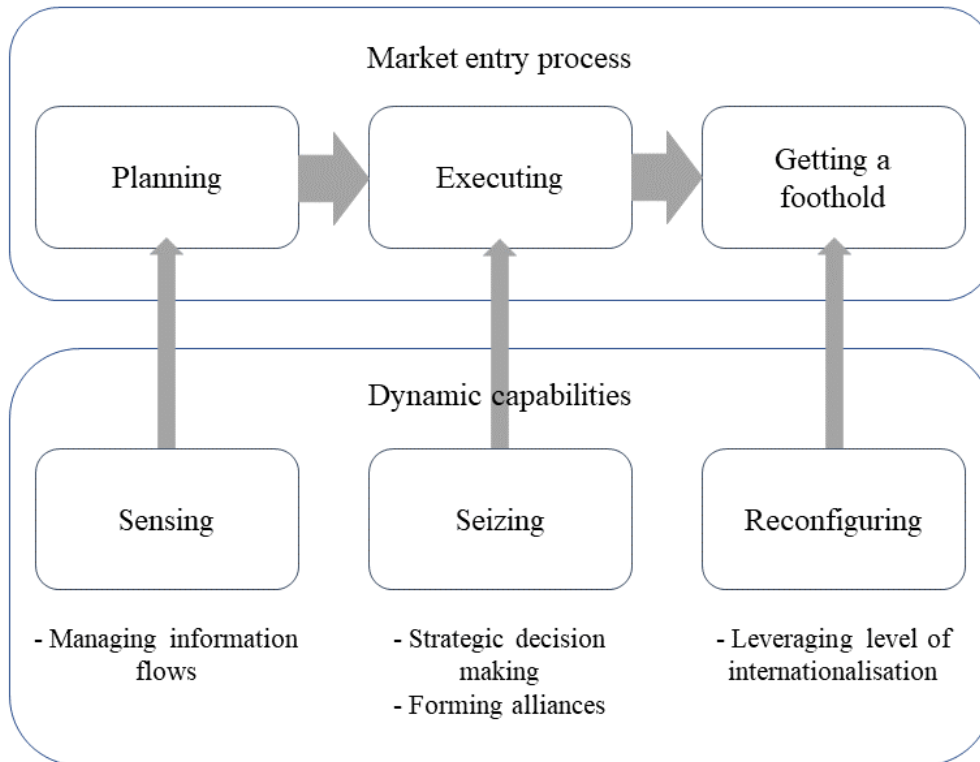 Market entry process
Planning
Executing
Getting a
foothold
Dynamic capabilities
Sensing
Seizing
Reconfiguring
- Managing information
flows
- Strategic decision
making
- Forming alliances
- Leveraging level of
internationalisation